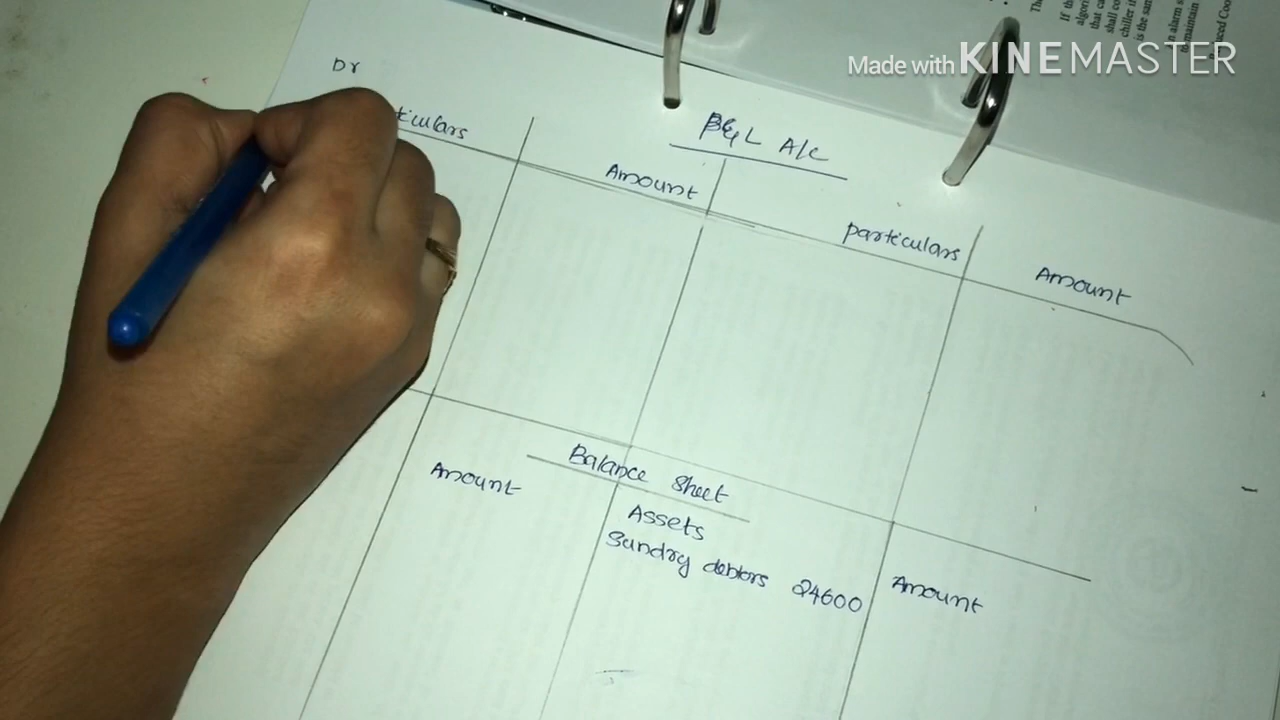 Made with KINEMASTER
Dr
P&L A/c
ticulars
Amount
particulars
Amount
Balance Sheet
Amount
Assets
Amount
Sundry debtors 24600